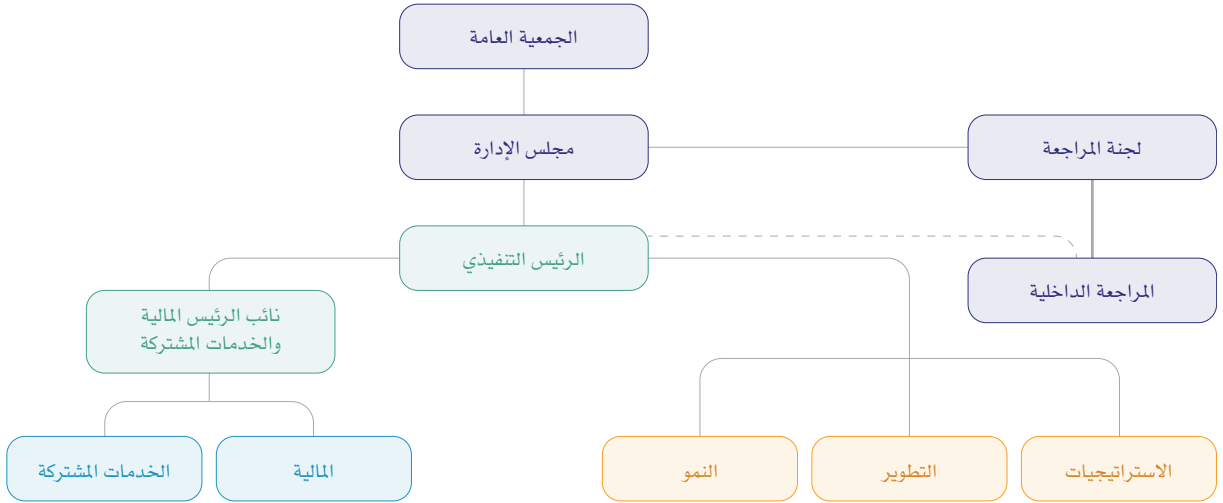 الجمعية العامة
لجنة المراجعة
مجلس الإدارة
الرئيس التنفيذي
المراجعة الداخلية
نائب الرئيس المالية
والخدمات المشتركة
الاستراتيجيات
التطوير
النمو
المالية
الخدمات المشتركة